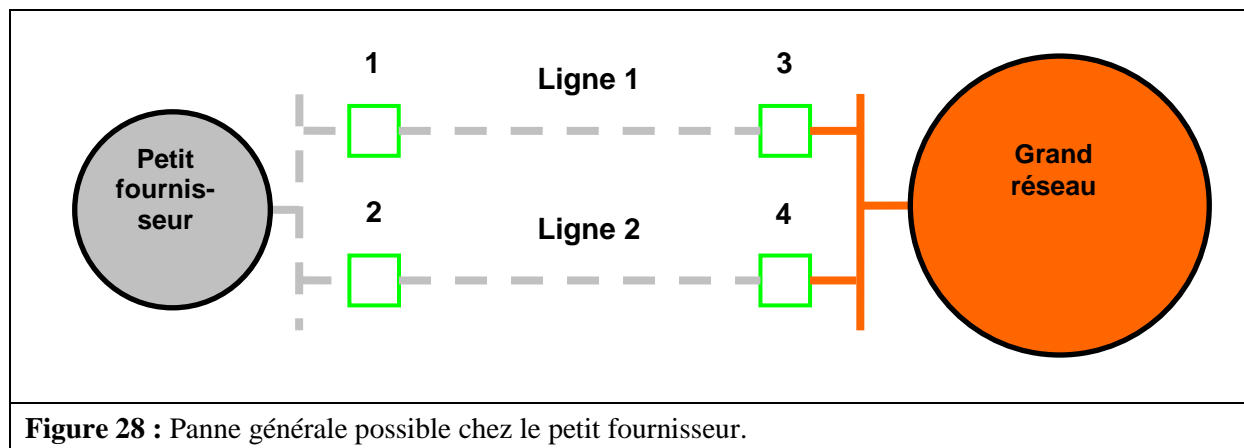 1
Ligne 1
3
Petit
fournis-
seur
Grand
réseau
2
Ligne 2
4
Figure 28 : Panne générale possible chez le petit fournisseur.